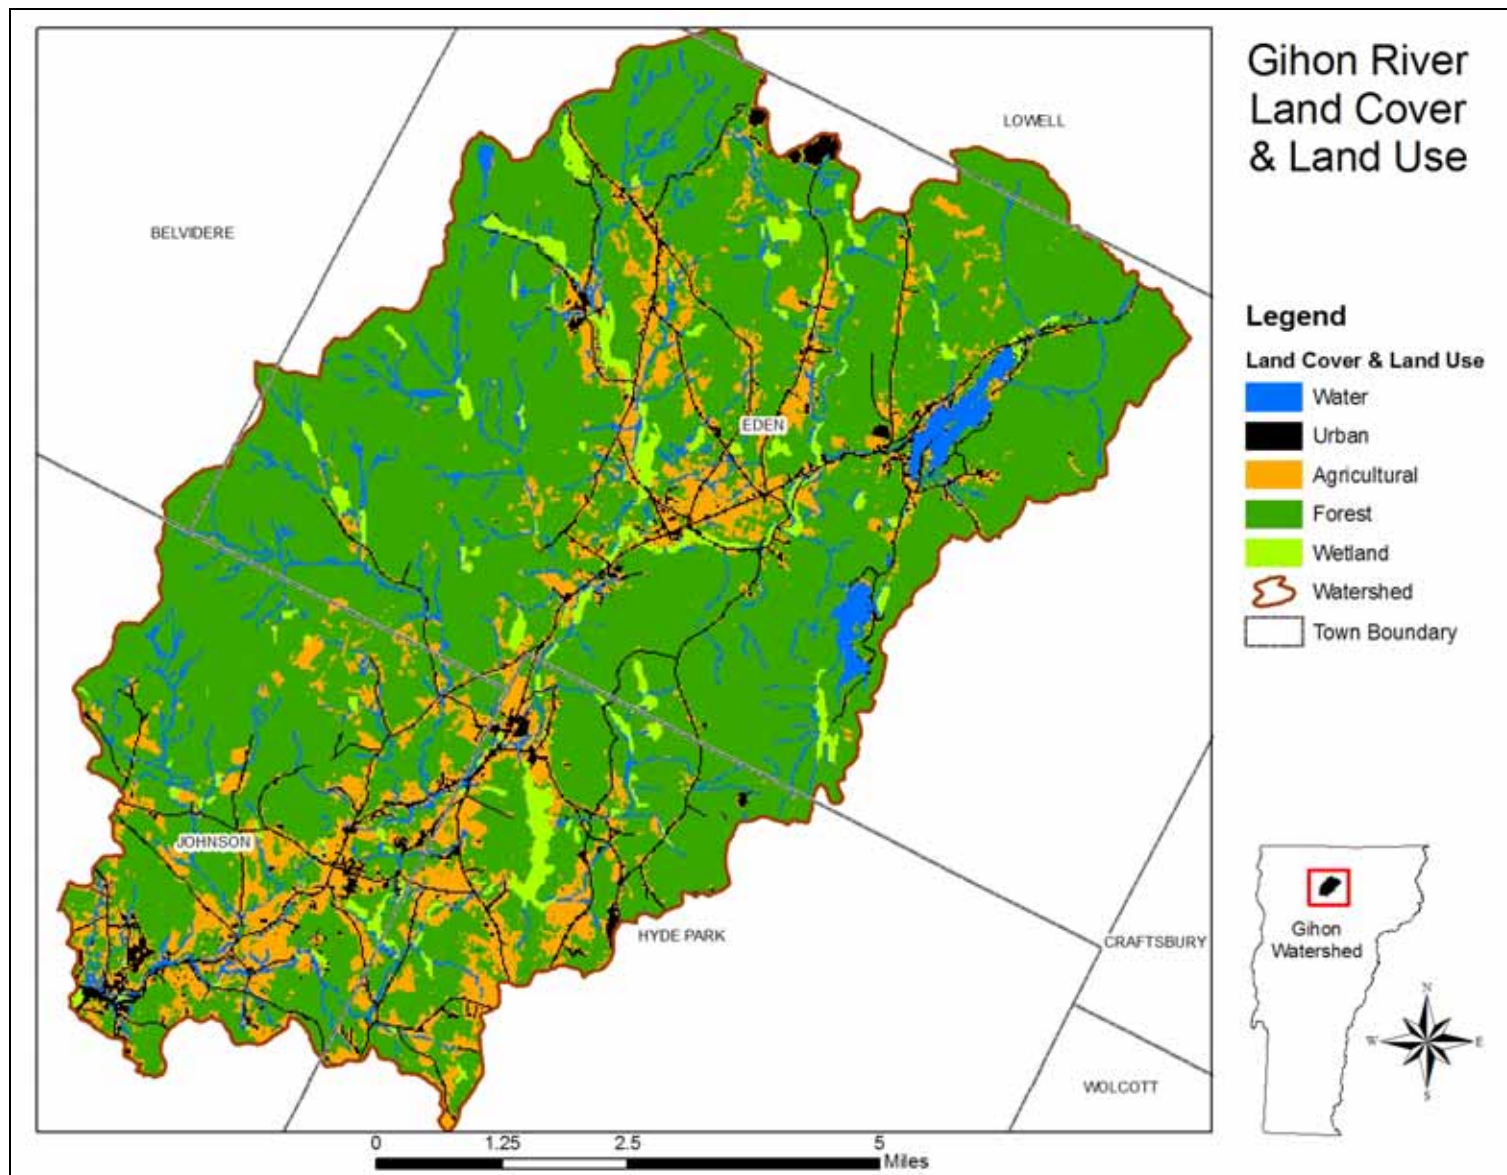 Gihon River
Land Cover
& Land Use
LOWELL
BELVIDERE
EDEN
JOHNSON
HYDE PARK
CRAFTSBURY
WOLCOTT
Legend
Land Cover & Land Use
Water
Urban
Agricultural
Forest
Wetland
Watershed
Town Boundary
Gihon
Watershed
N
W
E
S
0 1.25 2.5 5
Miles